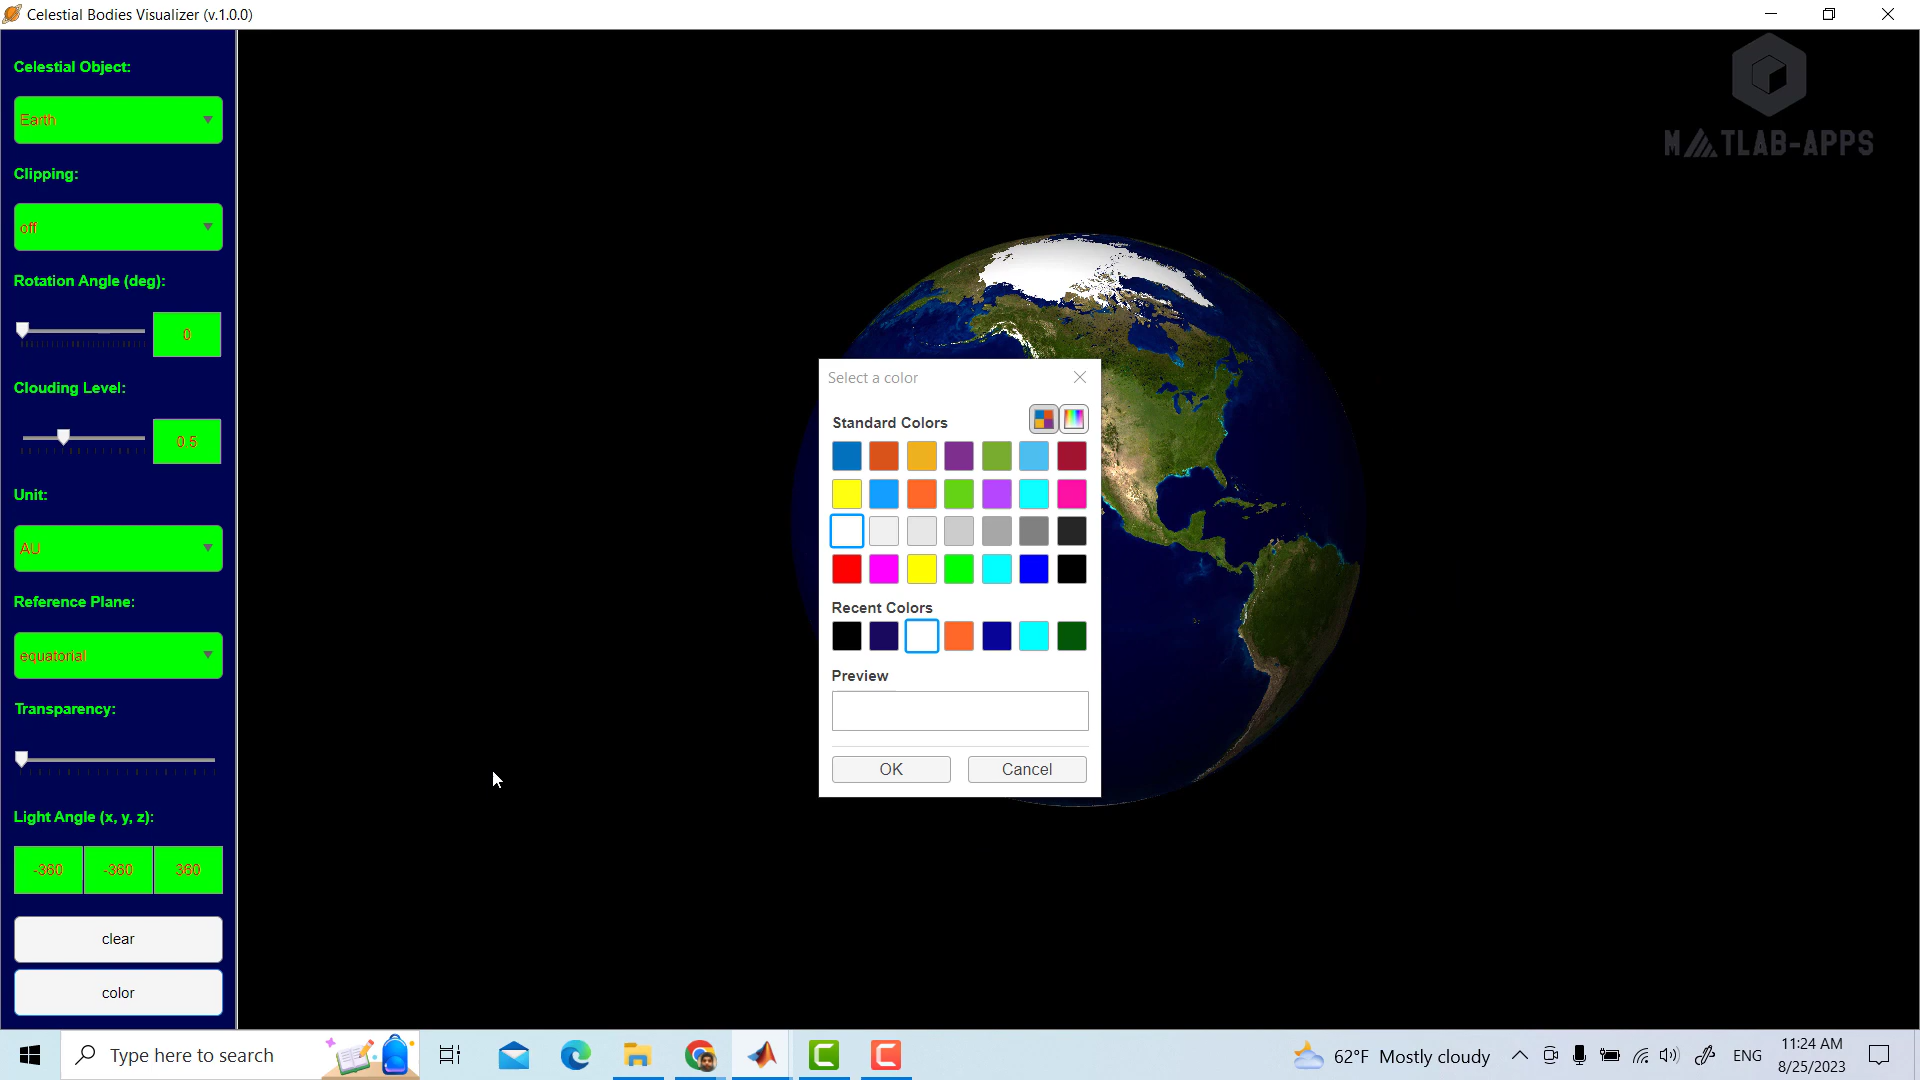 Celestial Bodies Visualizer (v.1.0.0)
Celestial Object:
Earth
Clipping:
off
Rotation Angle (deg):
0
Clouding Level:
0.5
Unit:
AU
Reference Plane:
equatorial
Transparency:
Light Angle (x, y, z):
-360 -360 360
clear
color
MATLAB-APPS
Select a color
Standard Colors
Recent Colors
Preview
OK Cancel
Type here to search
62°F Mostly cloudy
ENG
11:24 AM
8/25/2023